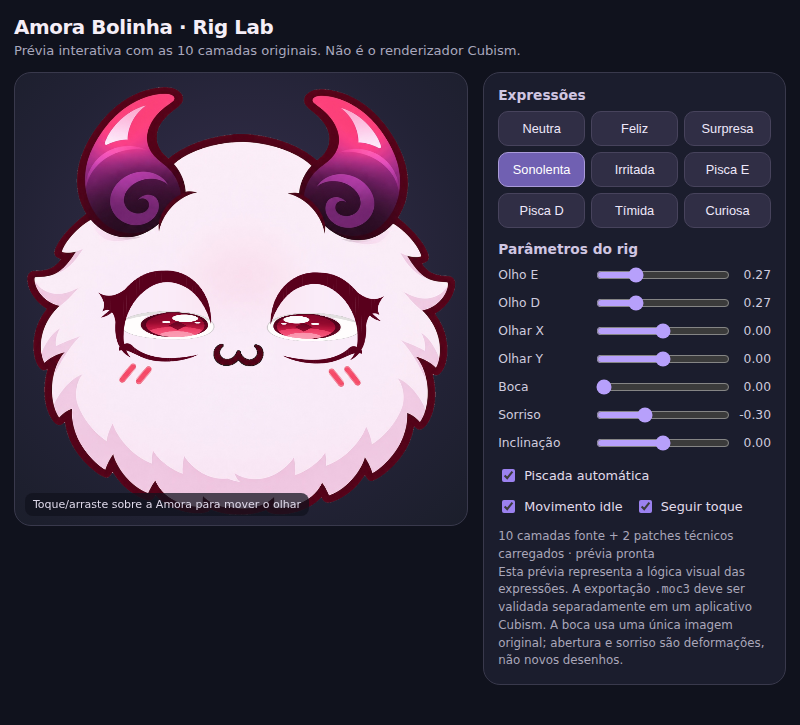 Amora Bolinha · Rig Lab
Prévia interativa com as 10 camadas originais. Não é o renderizador Cubism.
Toque/arraste sobre a Amora para mover o olhar
Expressões
Neutra Feliz Surpresa
Sonolenta Irritada Pisca E
Pisca D Tímida Curiosa
Parâmetros do rig
Olho E 0.27
Olho D 0.27
Olhar X 0.00
Olhar Y 0.00
Boca 0.00
Sorriso -0.30
Inclinação 0.00
Piscada automática
Movimento idle Seguir toque
10 camadas fonte + 2 patches técnicos
carregados · prévia pronta
Esta prévia representa a lógica visual das
expressões. A exportação .moc3 deve ser
validada separadamente em um aplicativo
Cubism. A boca usa uma única imagem
original; abertura e sorriso são deformações,
não novos desenhos.